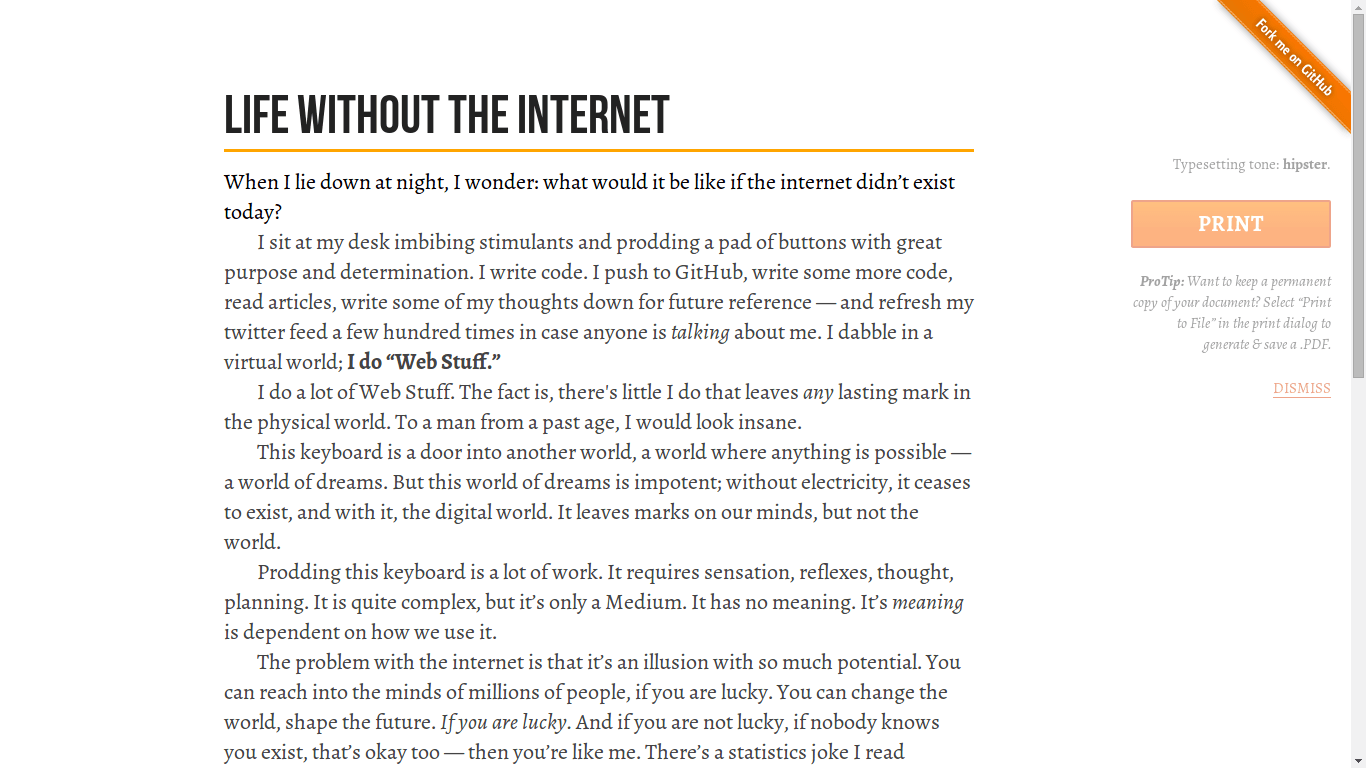 Fork me on GitHub
LIFE WITHOUT THE INTERNET
When I lie down at night, I wonder: what would it be like if the internet didn’t exist
today?
I sit at my desk imbibing stimulants and prodding a pad of buttons with great
purpose and determination. I write code. I push to GitHub, write some more code,
read articles, write some of my thoughts down for future reference — and refresh my
twitter feed a few hundred times in case anyone is talking about me. I dabble in a
virtual world; I do “Web Stuff.”
I do a lot of Web Stuff. The fact is, there's little I do that leaves any lasting mark in
the physical world. To a man from a past age, I would look insane.
This keyboard is a door into another world, a world where anything is possible —
a world of dreams. But this world of dreams is impotent; without electricity, it ceases
to exist, and with it, the digital world. It leaves marks on our minds, but not the
world.
Prodding this keyboard is a lot of work. It requires sensation, reflexes, thought,
planning. It is quite complex, but it’s only a Medium. It has no meaning. It’s meaning
is dependent on how we use it.
The problem with the internet is that it’s an illusion with so much potential. You
can reach into the minds of millions of people, if you are lucky. You can change the
world, shape the future. If you are lucky. And if you are not lucky, if nobody knows
you exist, that’s okay too — then you’re like me. There’s a statistics joke I read
Typesetting tone: hipster.
PRINT
ProTip: Want to keep a permanent
copy of your document? Select “Print
to File” in the print dialog to
generate & save a .PDF.
DISMISS